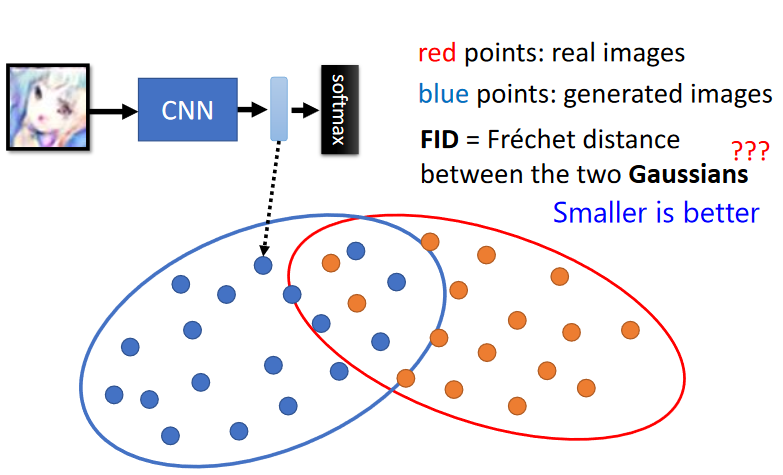 CNN
softmax
red points: real images
blue points: generated images
FID = Fréchet distance
between the two Gaussians
???
Smaller is better